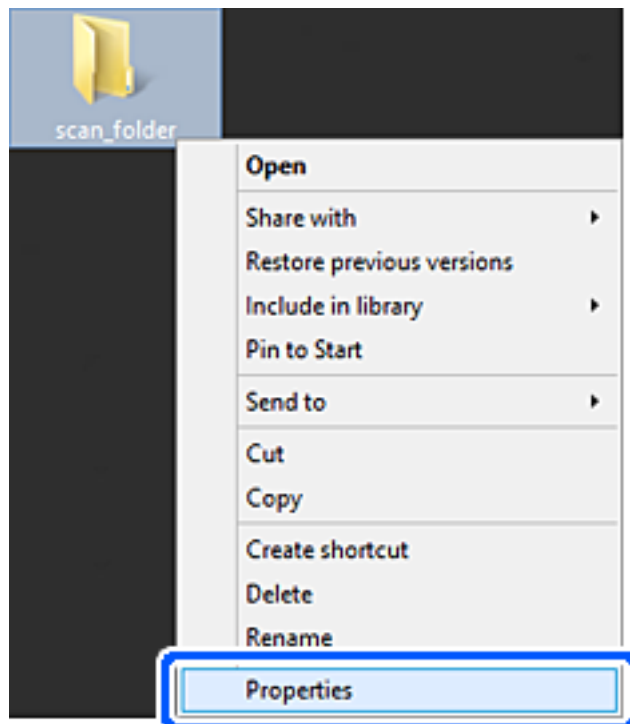 scan_folder
Open
Share with
Restore previous versions
Include in library
Pin to Start
Send to
Cut
Copy
Create shortcut
Delete
Rename
Properties